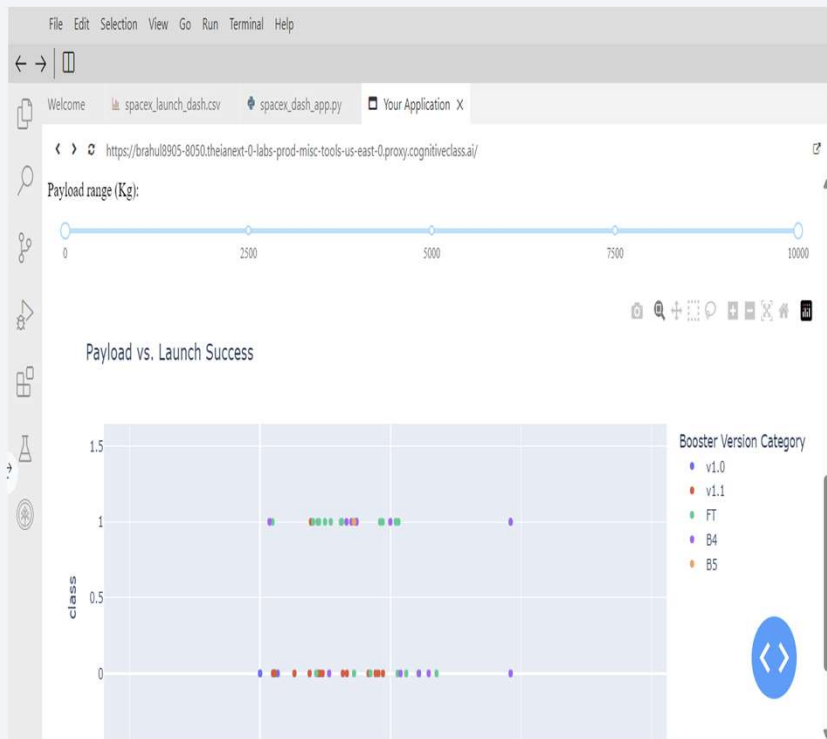 File Edit Selection View Go Run Terminal Help
Welcome spacex_launch_dash.csv spacex_dash_app.py Your Application X
https://brahul8905-8050.theianext-0-labs-prod-misc-tools-us-east-0.proxy.cognitiveclass.ai/
Payload range (Kg):
0 2500 5000 7500 10000
Payload vs. Launch Success
Booster Version Category
v1.0
v1.1
FT
B4
B5
1.5
1
0.5
0
class